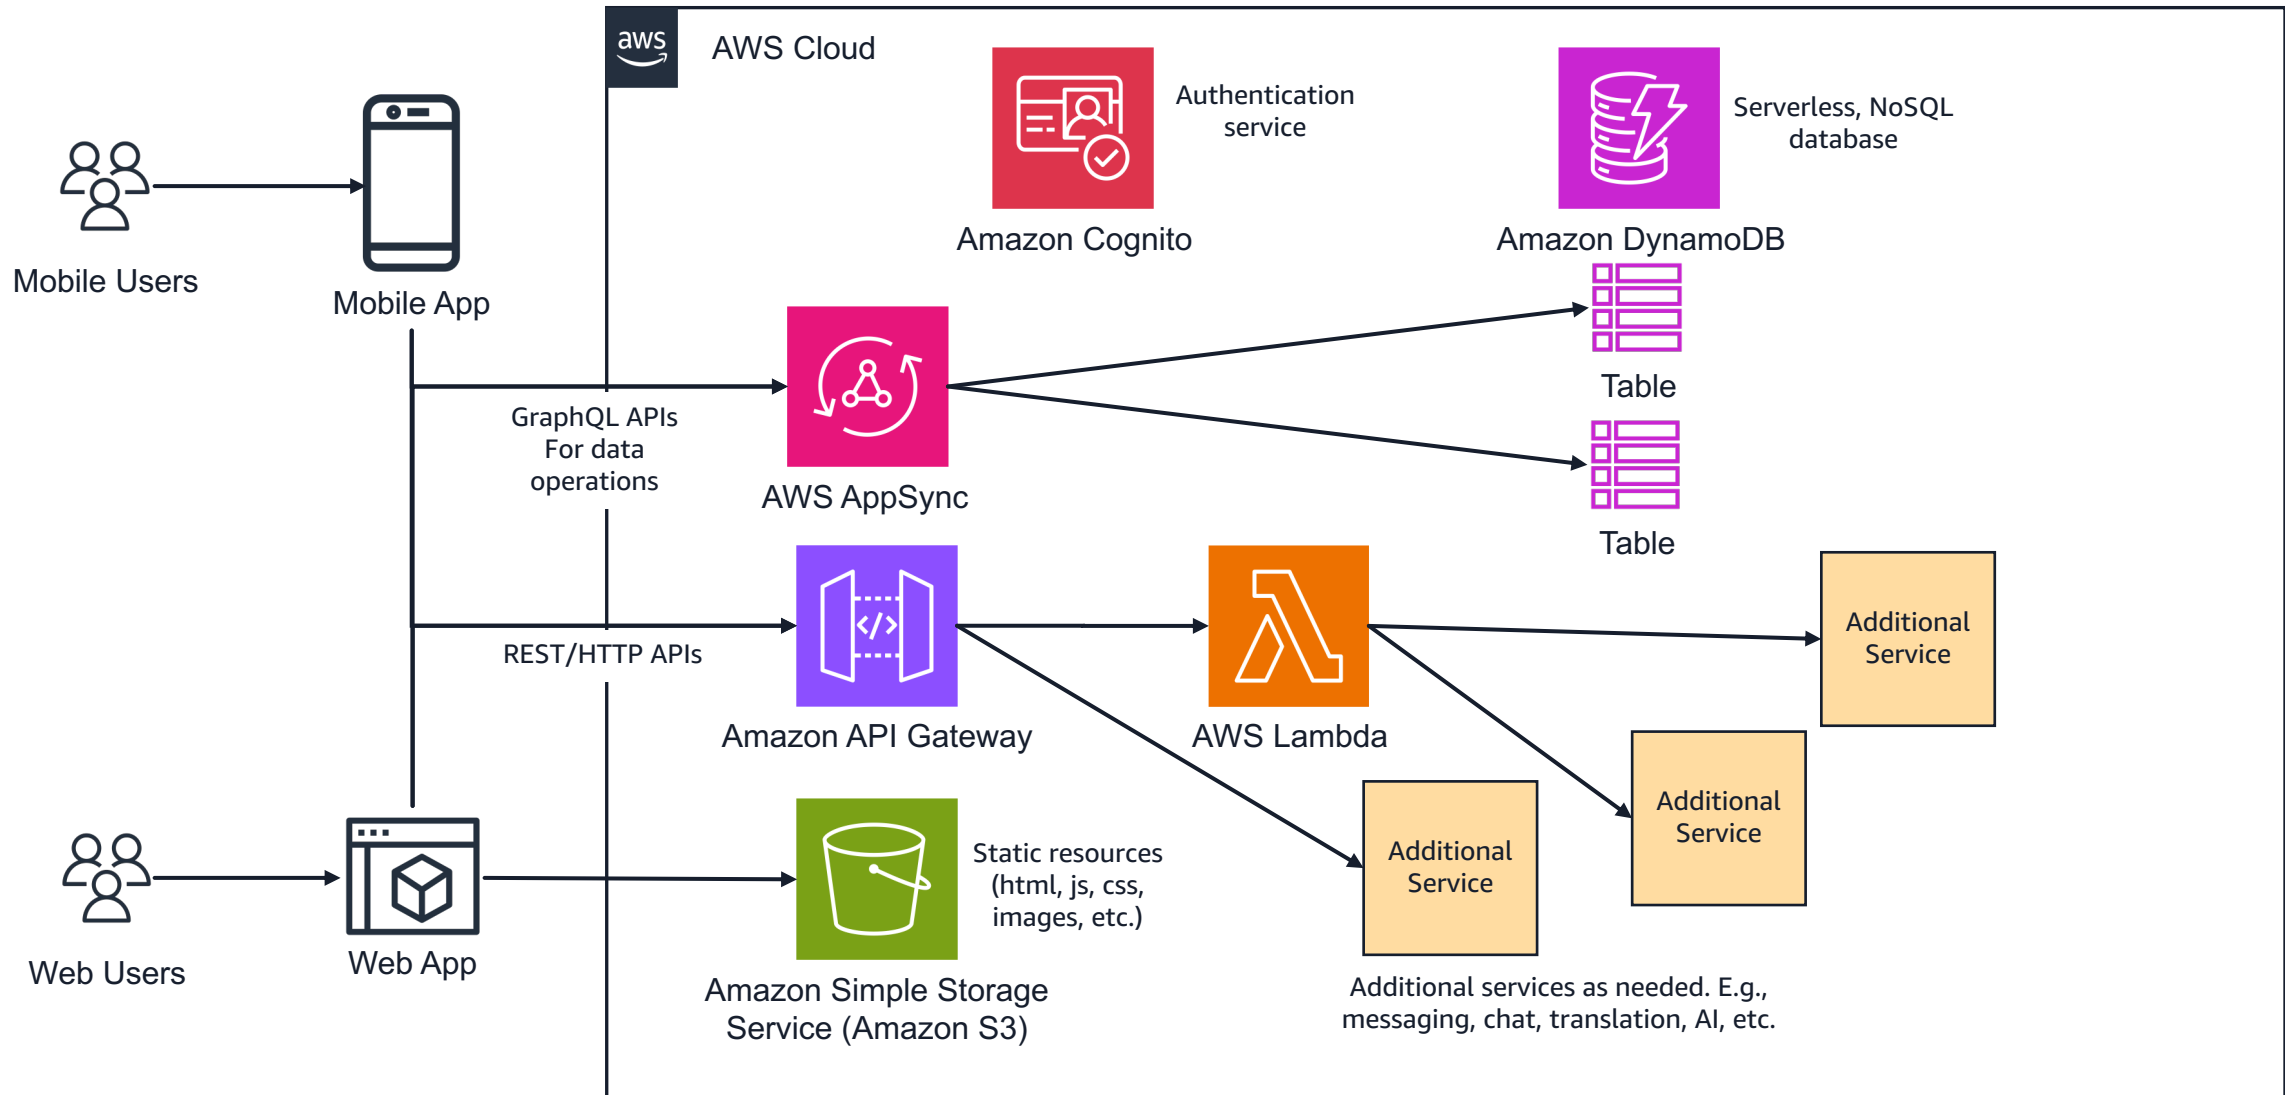 aws
AWS Cloud
Authentication
service
Amazon Cognito
Serverless, NoSQL
database
Amazon DynamoDB
Mobile Users
Mobile App
Table
GraphQL APIs
For data
operations
AWS AppSync
Table
REST/HTTP APIs
</>
Amazon API Gateway
AWS Lambda
Additional
Service
Additional
Service
Additional
Service
Static resources
(html, js, css,
images, etc.)
Web Users
Web App
Amazon Simple Storage
Service (Amazon S3)
Additional services as needed. E.g.,
messaging, chat, translation, AI, etc.